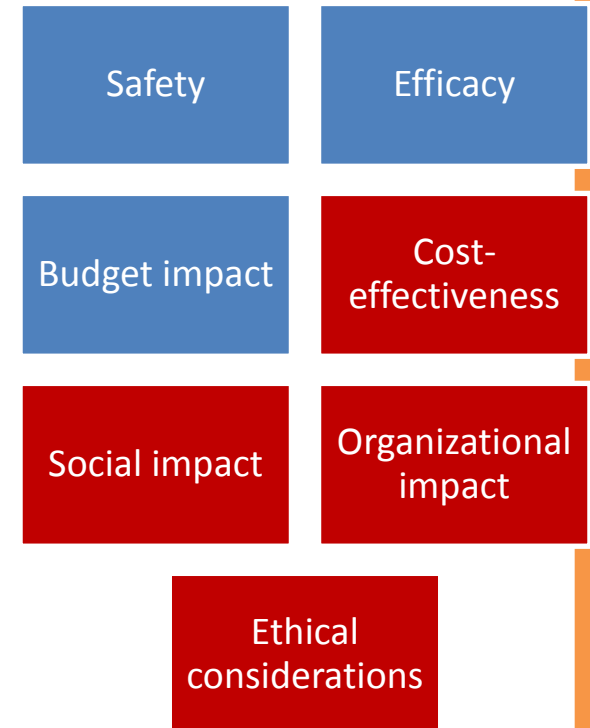 Safety
Efficacy
Budget impact
Cost-
effectiveness
Social impact
Organizational
impact
Ethical
considerations